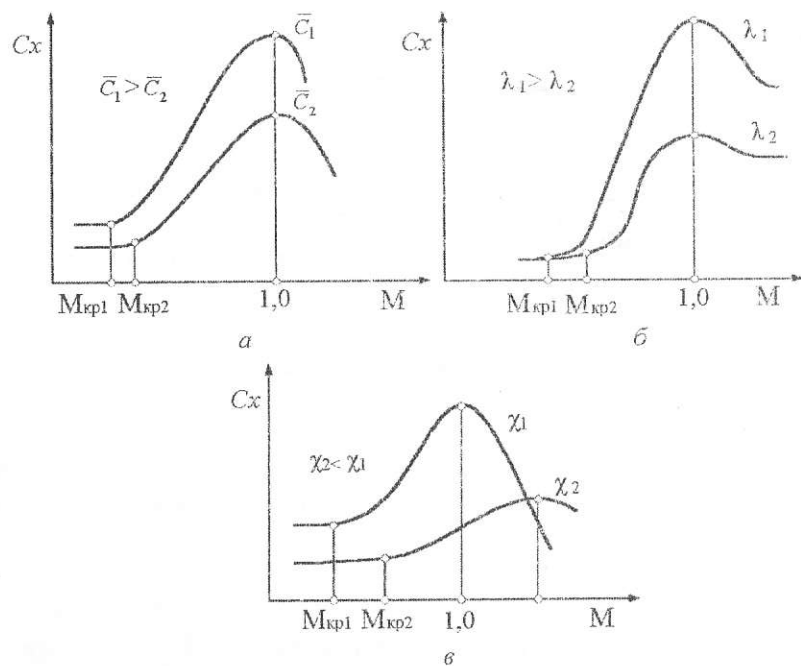 Cx
C̅₁
C̅₁ > C̅₂
C̅₂
Mкр1 Mкр2 1,0 M
а
λ₁
λ₁ > λ₂
λ₂
Mкр1 Mкр2 1,0 M
б
Cx
χ₁
χ₂ < χ₁
χ₂
Mкр1 Mкр2 1,0 M
в